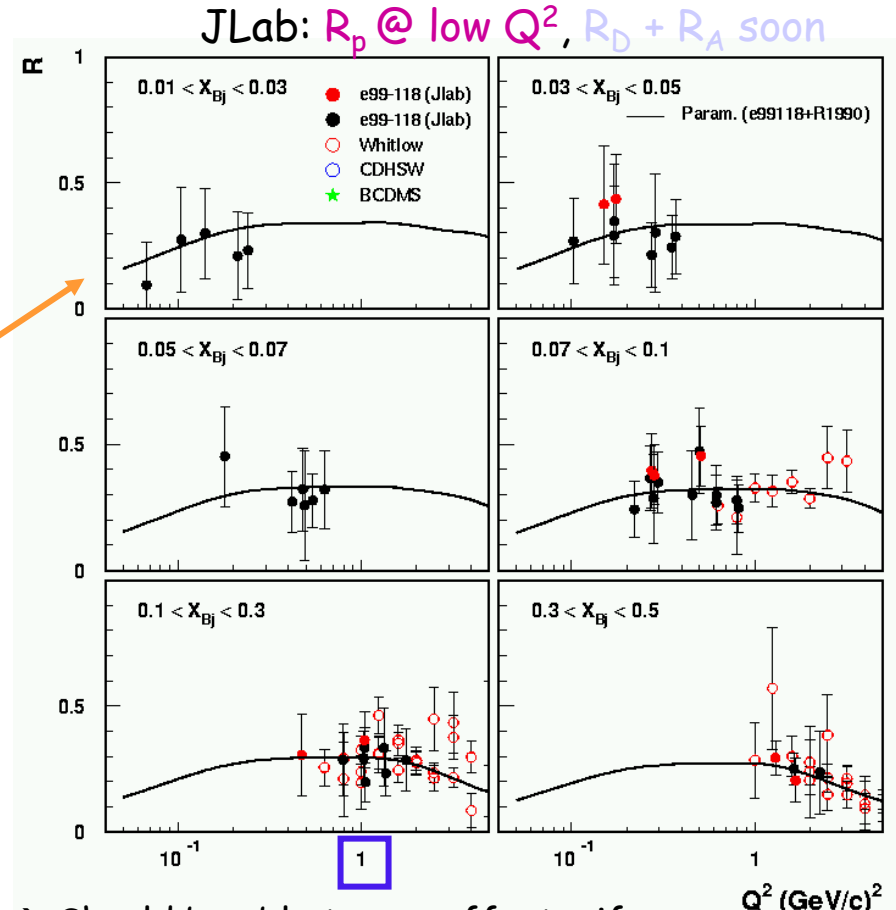 JLab: Rp @ low Q², RD + RA soon
R
1
0.5
0
0.01 < XBj < 0.03
e99-118 (Jlab)
e99-118 (Jlab)
Whitlow
CDHSW
BCDMS
0.03 < XBj < 0.05
Param. (e99118+R1990)
0.5
0
0.05 < XBj < 0.07
0.07 < XBj < 0.1
0.5
0
0.1 < XBj < 0.3
0.3 < XBj < 0.5
10 -1
1
10 -1
1
Q² (GeV/c)²